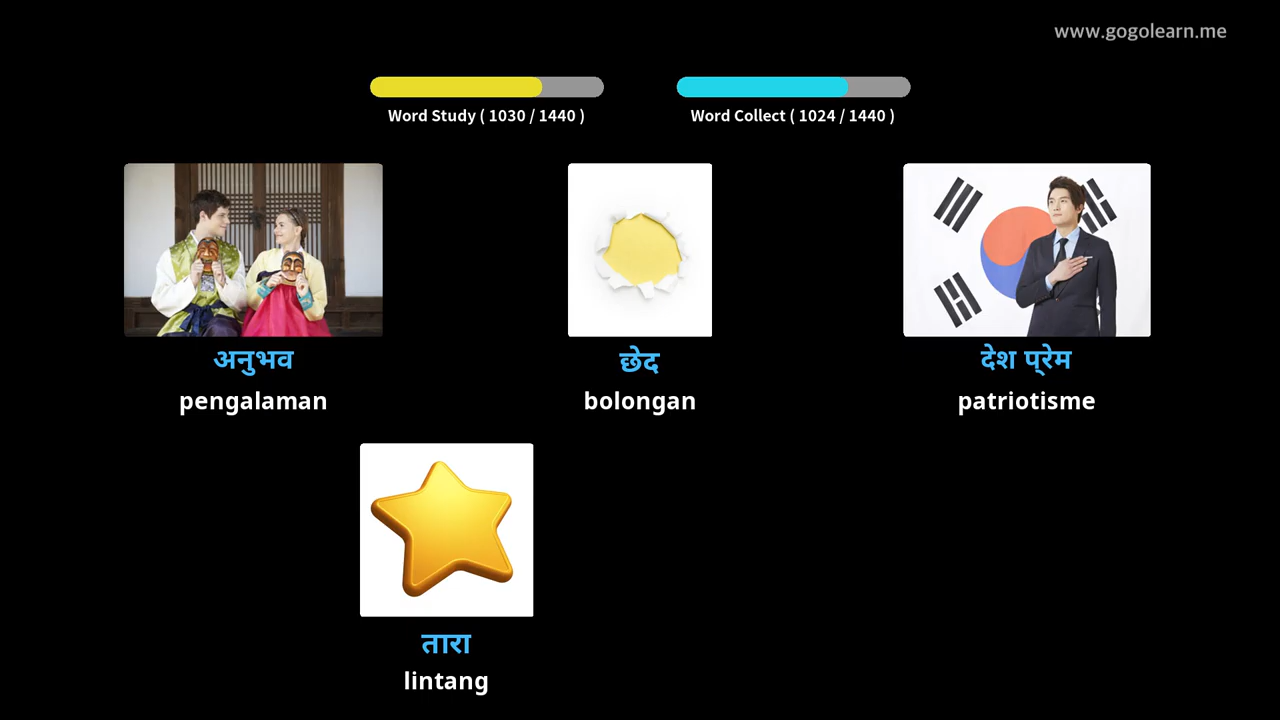 www.gogolearn.me
Word Study ( 1030 / 1440 )
Word Collect ( 1024 / 1440 )
अनुभव
छेद
देश प्रेम
pengalaman
bolongan
patriotisme
तारा
lintang